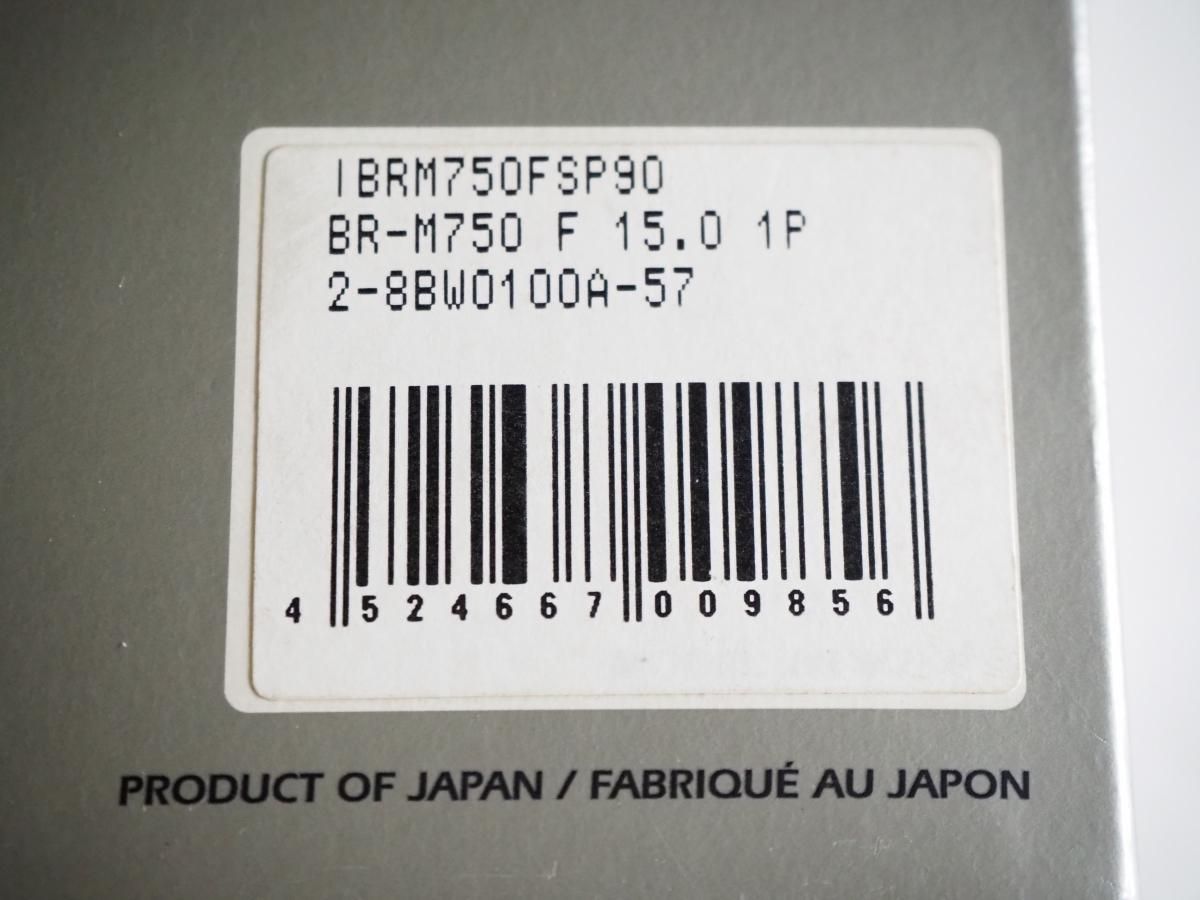 IBRM750FSP90
BR-M750 F 15.0 1P
2-8BW0100A-57
4 524667 009856
PRODUCT OF JAPAN / FABRIQUÉ AU JAPON